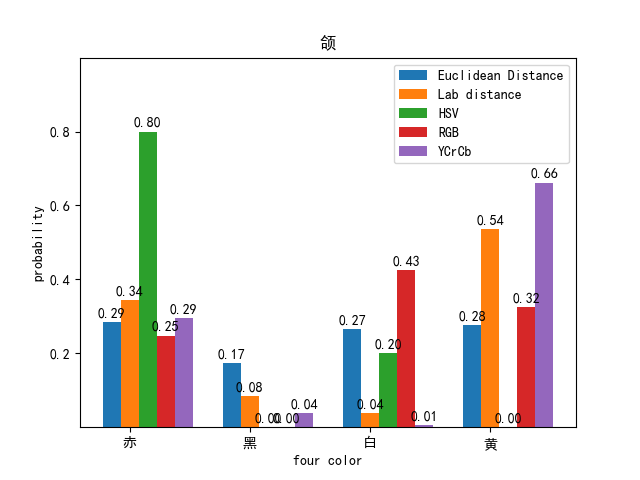 颌
Euclidean Distance
Lab distance
HSV
RGB
YCrCb
probability
0.8
0.6
0.4
0.2
0.29 0.34 0.80 0.25 0.29
0.17 0.08 0.00 0.00 0.04
0.27 0.04 0.20 0.43 0.01
0.28 0.54 0.00 0.32 0.66
赤 黑 白 黄
four color